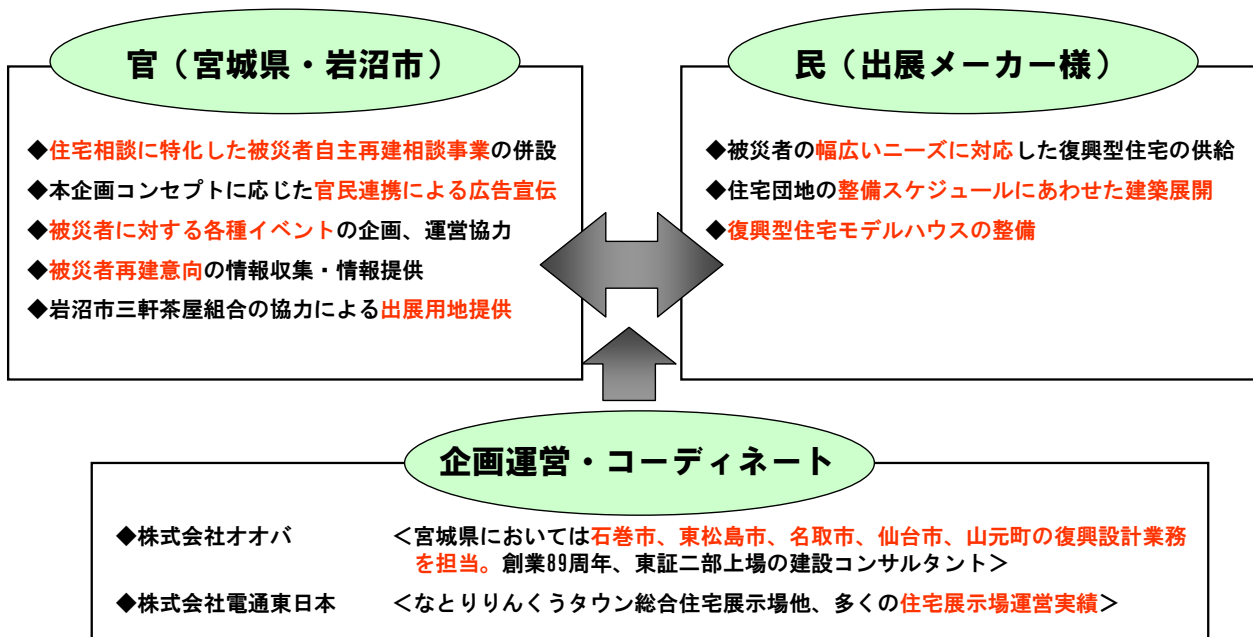 官（宮城県・岩沼市）
◆住宅相談に特化した被災者自主再建相談事業の併設
◆本企画コンセプトに応じた官民連携による広告宣伝
◆被災者に対する各種イベントの企画、運営協力
◆被災者再建意向の情報収集・情報提供
◆岩沼市三軒茶屋組合の協力による出展用地提供
民（出展メーカー様）
◆被災者の幅広いニーズに対応した復興型住宅の供給
◆住宅団地の整備スケジュールにあわせた建築展開
◆復興型住宅モデルハウスの整備
企画運営・コーディネート
◆株式会社オオバ ＜宮城県においては石巻市、東松島市、名取市、仙台市、山元町の復興設計業務
を担当。創業89周年、東証二部上場の建設コンサルタント＞
◆株式会社電通東日本 ＜なとりりんくうタウン総合住宅展示場他、多くの住宅展示場運営実績＞